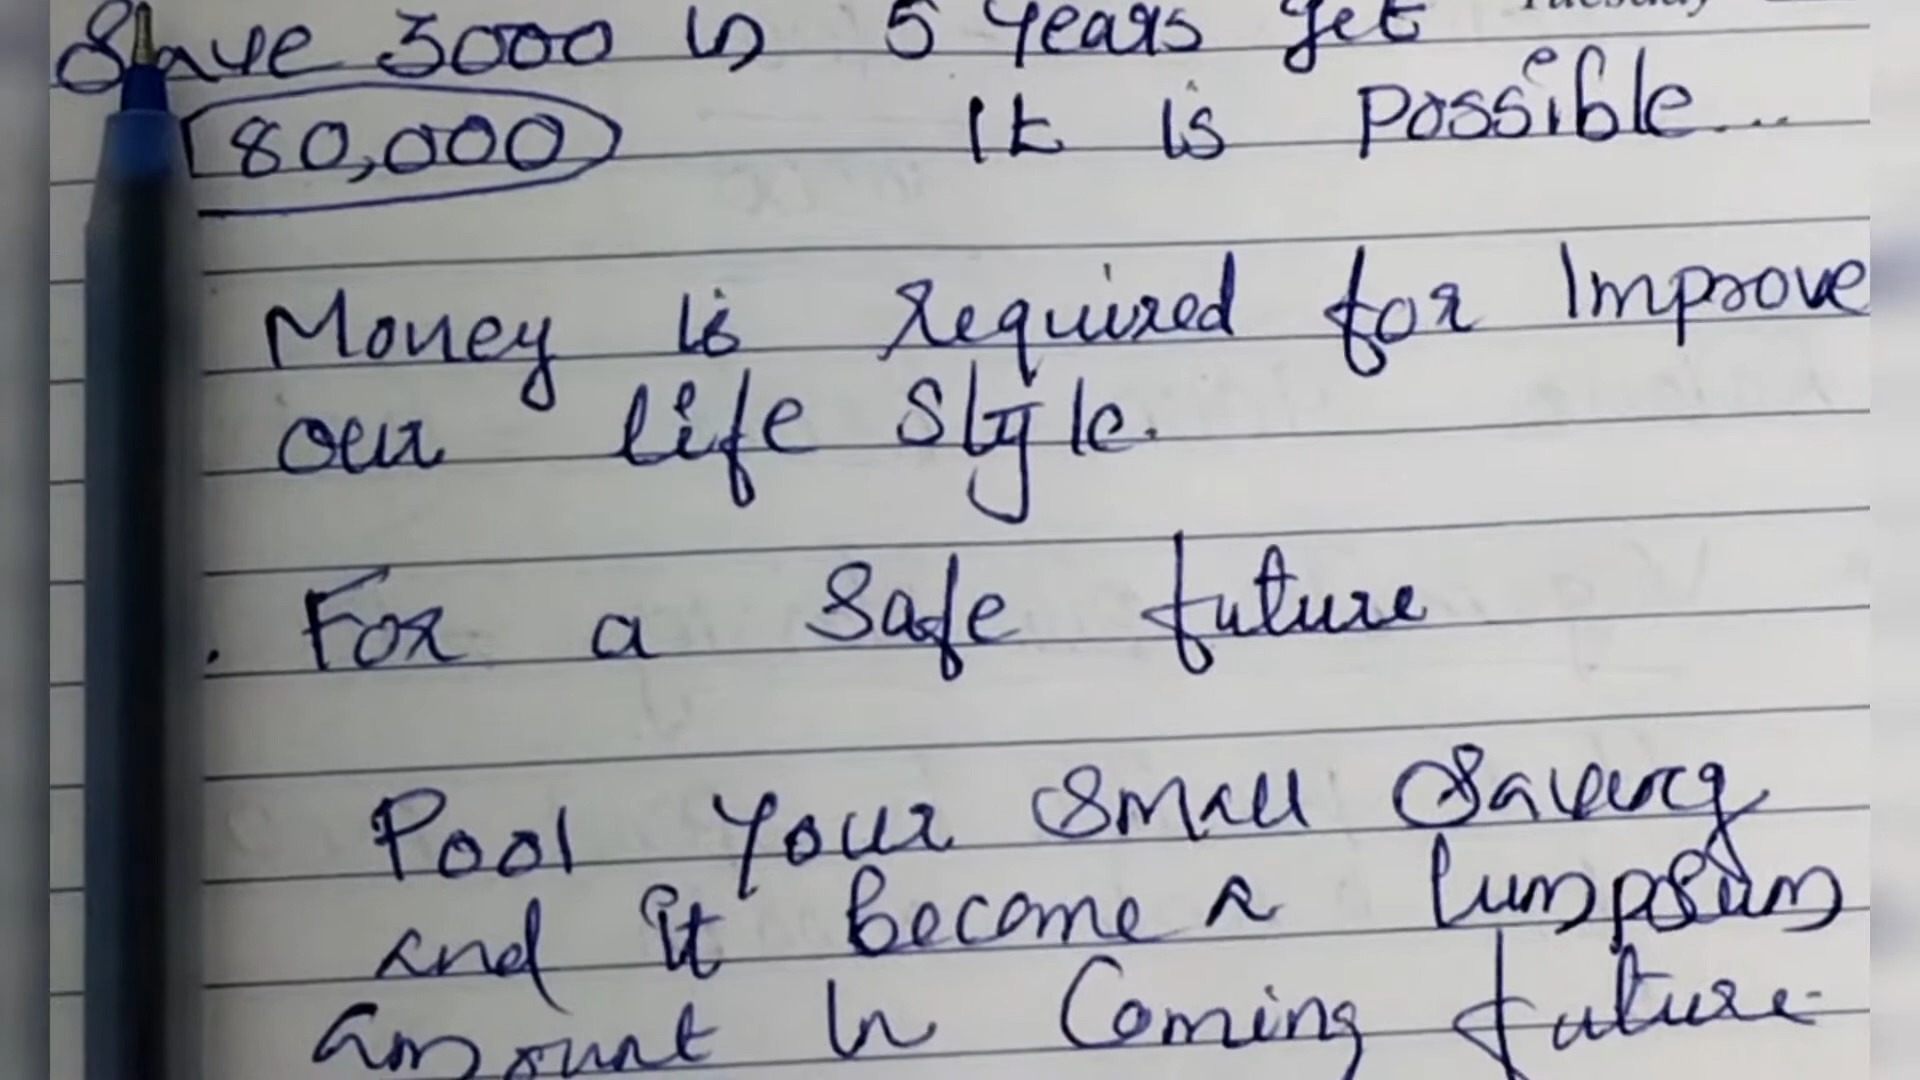 Tuesday
Save 3000 in 5 years get
80,000 It is possible...
Money is required for Improve
our life style.
. For a safe future
Pool your small saving
and it become a lumpsum
amount in coming future.